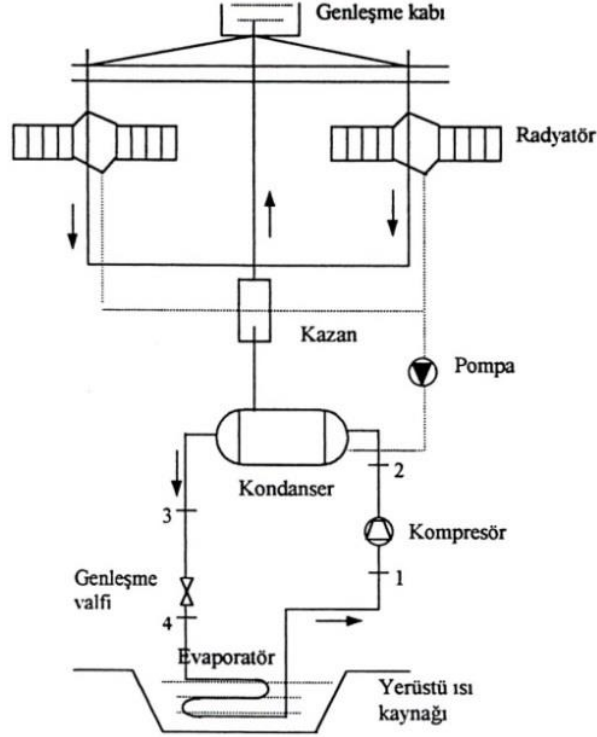 Genleşme kabı
Radyatör
Kazan
Pompa
Kondanser
2
3
Kompresör
Genleşme
valfi
1
4
Evaporatör
Yerüstü ısı
kaynağı